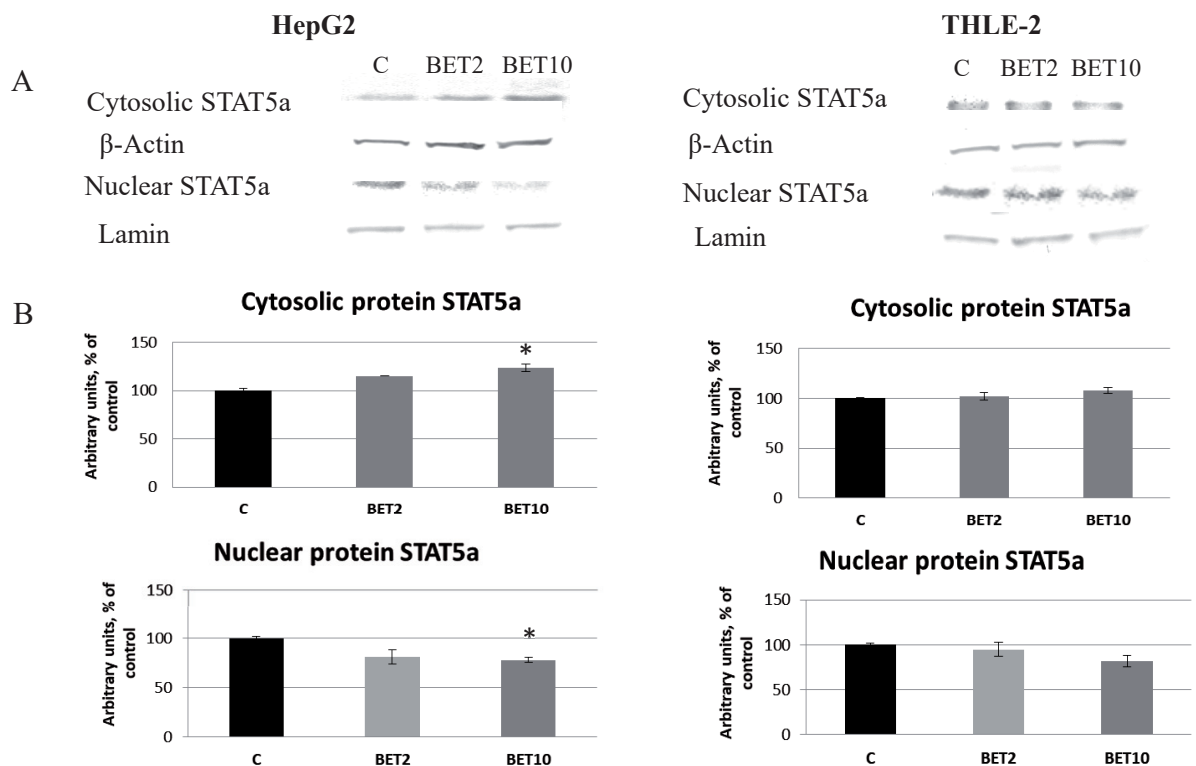 HepG2
THLE-2
A
C BET2 BET10
Cytosolic STAT5a
β-Actin
Nuclear STAT5a
Lamin
C BET2 BET10
Cytosolic STAT5a
β-Actin
Nuclear STAT5a
Lamin
B
Cytosolic protein STAT5a
Arbitrary units, % of
control
150
100
50
0
*
C BET2 BET10
Cytosolic protein STAT5a
Arbitrary units, % of
control
150
100
50
0
C BET2 BET10
Nuclear protein STAT5a
Arbitrary units, % of
control
150
100
50
0
*
C BET2 BET10
Nuclear protein STAT5a
Arbitrary units, % of
control
150
100
50
0
C BET2 BET10